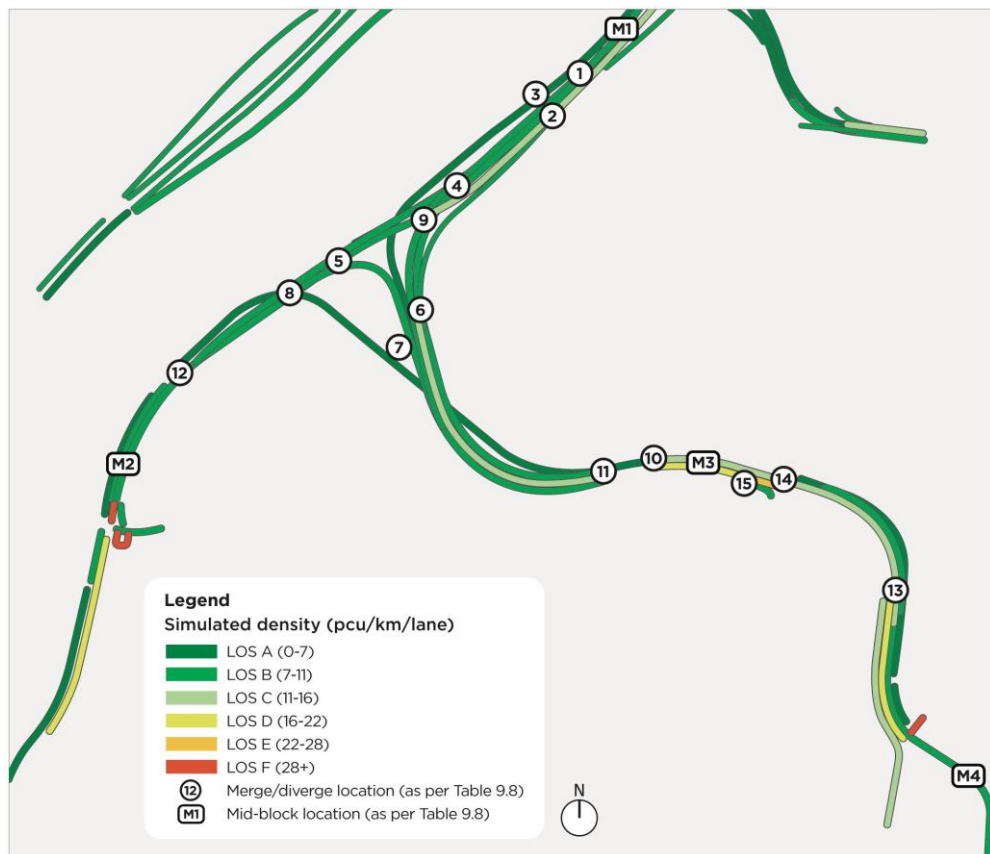 M1
1
3
2
4
9
5
8
6
7
12
M2
11
10
M3
15
14
13
M4
Legend
Simulated density (pcu/km/lane)
LOS A (0-7)
LOS B (7-11)
LOS C (11-16)
LOS D (16-22)
LOS E (22-28)
LOS F (28+)
12 Merge/diverge location (as per Table 9.8)
M1 Mid-block location (as per Table 9.8)
N